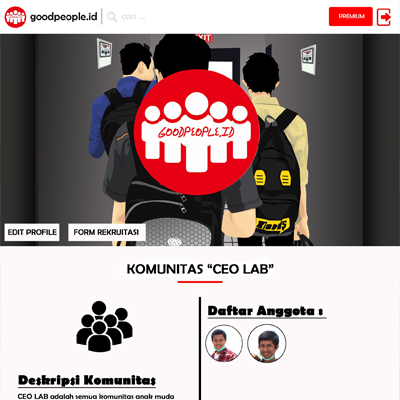 goodpeople.id
cari ...
PREMIUM
EXIT
GOODPEOPLE.ID
EDIT PROFILE
FORM REKRUITASI
KOMUNITAS “CEO LAB”
Daftar Anggota :
Deskripsi Komunitas
CEO LAB adalah semua komunitas anak muda